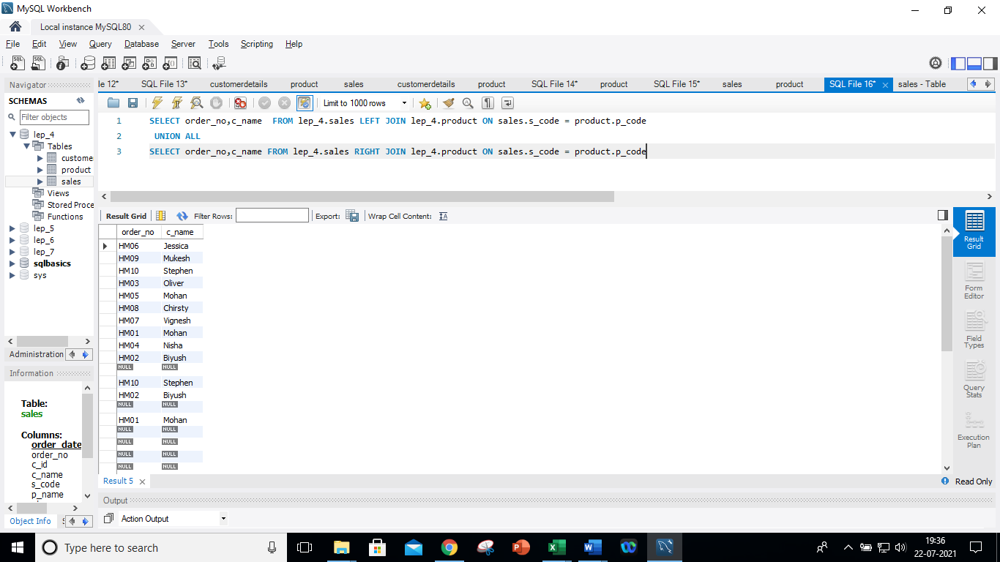 MySQL Workbench
Local instance MySQL80
File Edit View Query Database Server Tools Scripting Help
Navigator
SCHEMAS
Filter objects
lep_4
Tables
custome
product
sales
Views
Stored Proce
Functions
lep_5
lep_6
lep_7
sqlbasics
sys
Administration
Information
Table:
sales
Columns:
order_date
order_no
c_id
c_name
s_code
p_name
Object Info S
le 12* SQL File 13* customerdetails product sales customerdetails product SQL File 14* product SQL File 15* sales product SQL File 16* sales - Table
Limit to 1000 rows
1 SELECT order_no,c_name FROM lep_4.sales LEFT JOIN lep_4.product ON sales.s_code = product.p_code
2 UNION ALL
3 SELECT order_no,c_name FROM lep_4.sales RIGHT JOIN lep_4.product ON sales.s_code = product.p_code
Result Grid Filter Rows: Export: Wrap Cell Content:
order_no c_name
HM06 Jessica
HM09 Mukesh
HM10 Stephen
HM03 Oliver
HM05 Mohan
HM08 Chirsty
HM07 Vignesh
HM01 Mohan
HM04 Nisha
HM02 Biyush
NULL NULL
HM10 Stephen
HM02 Biyush
NULL NULL
HM01 Mohan
NULL NULL
NULL NULL
NULL NULL
NULL NULL
Result
Grid
Form
Editor
Field
Types
Query
Stats
Execution
Plan
Result 5
Read Only
Output
Action Output
Type here to search
19:36
22-07-2021